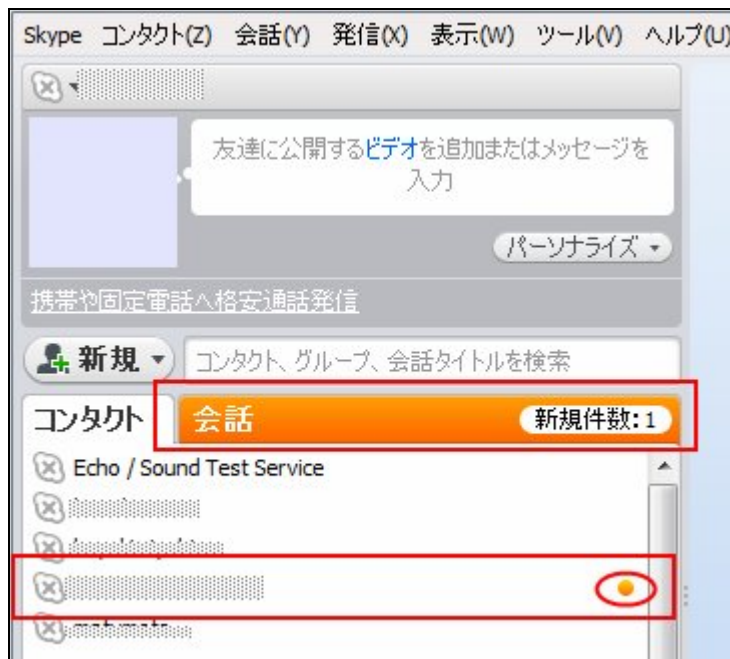 Skype コンタクト(Z) 会話(Y) 発信(X) 表示(W) ツール(V) ヘルプ(U)
友達に公開するビデオを追加またはメッセージを
入力
パーソナライズ
携帯や固定電話へ格安通話発信
新規 コンタクト、グループ、会話タイトルを検索
コンタクト 会話 新規件数:1
Echo / Sound Test Service